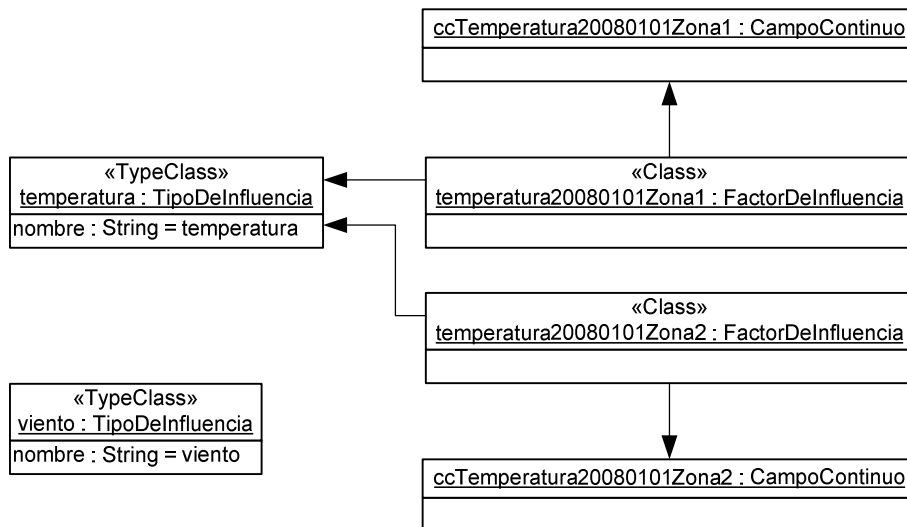 ccTemperatura20080101Zona1 : CampoContinuo
«TypeClass»
temperatura : TipoDeInfluencia
nombre : String = temperatura
«Class»
temperatura20080101Zona1 : FactorDeInfluencia
«Class»
temperatura20080101Zona2 : FactorDeInfluencia
«TypeClass»
viento : TipoDeInfluencia
nombre : String = viento
ccTemperatura20080101Zona2 : CampoContinuo